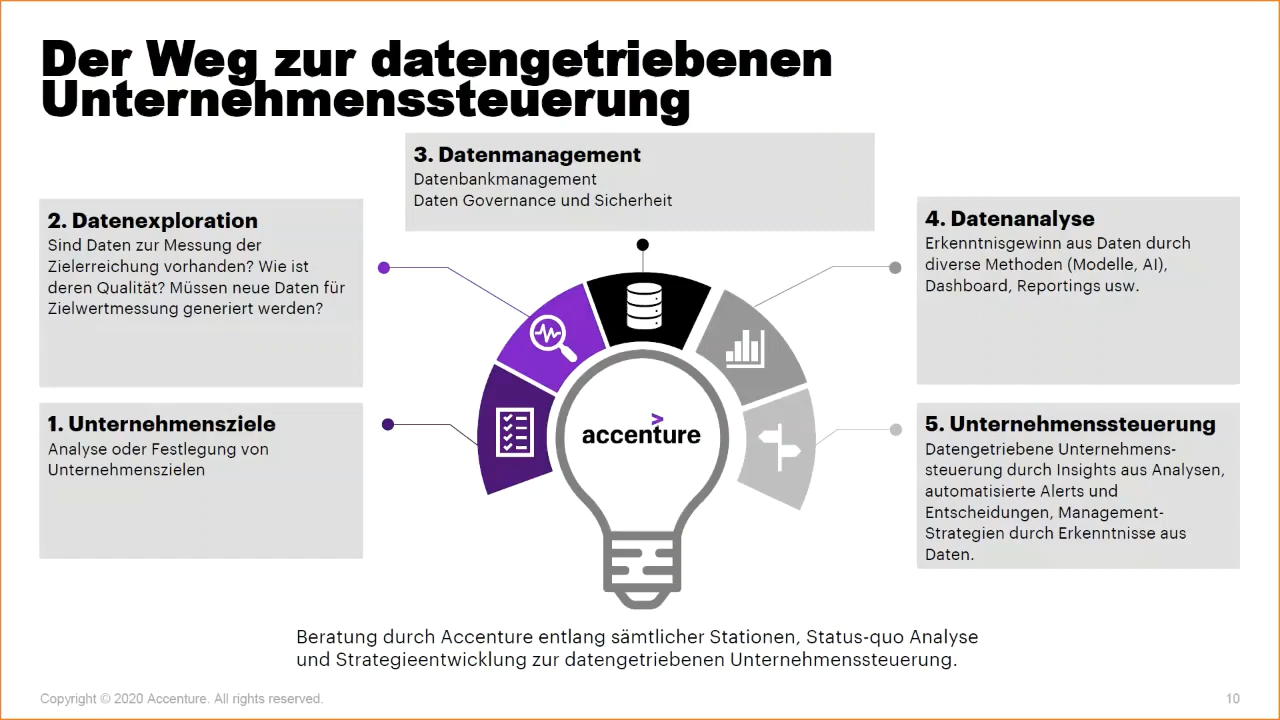 Der Weg zur datengetriebenen
Unternehmenssteuerung
3. Datenmanagement
Datenbankmanagement
Daten Governance und Sicherheit
2. Datenexploration
Sind Daten zur Messung der
Zielerreichung vorhanden? Wie ist
deren Qualität? Müssen neue Daten für
Zielwertmessung generiert werden?
4. Datenanalyse
Erkenntnisgewinn aus Daten durch
diverse Methoden (Modelle, AI),
Dashboard, Reportings usw.
1. Unternehmensziele
Analyse oder Festlegung von
Unternehmenszielen
accenture
5. Unternehmenssteuerung
Datengetriebene Unternehmens-
steuerung durch Insights aus Analysen,
automatisierte Alerts und
Entscheidungen, Management-
Strategien durch Erkenntnisse aus
Daten.
Beratung durch Accenture entlang sämtlicher Stationen, Status-quo Analyse
und Strategieentwicklung zur datengetriebenen Unternehmenssteuerung.
Copyright © 2020 Accenture. All rights reserved.
10